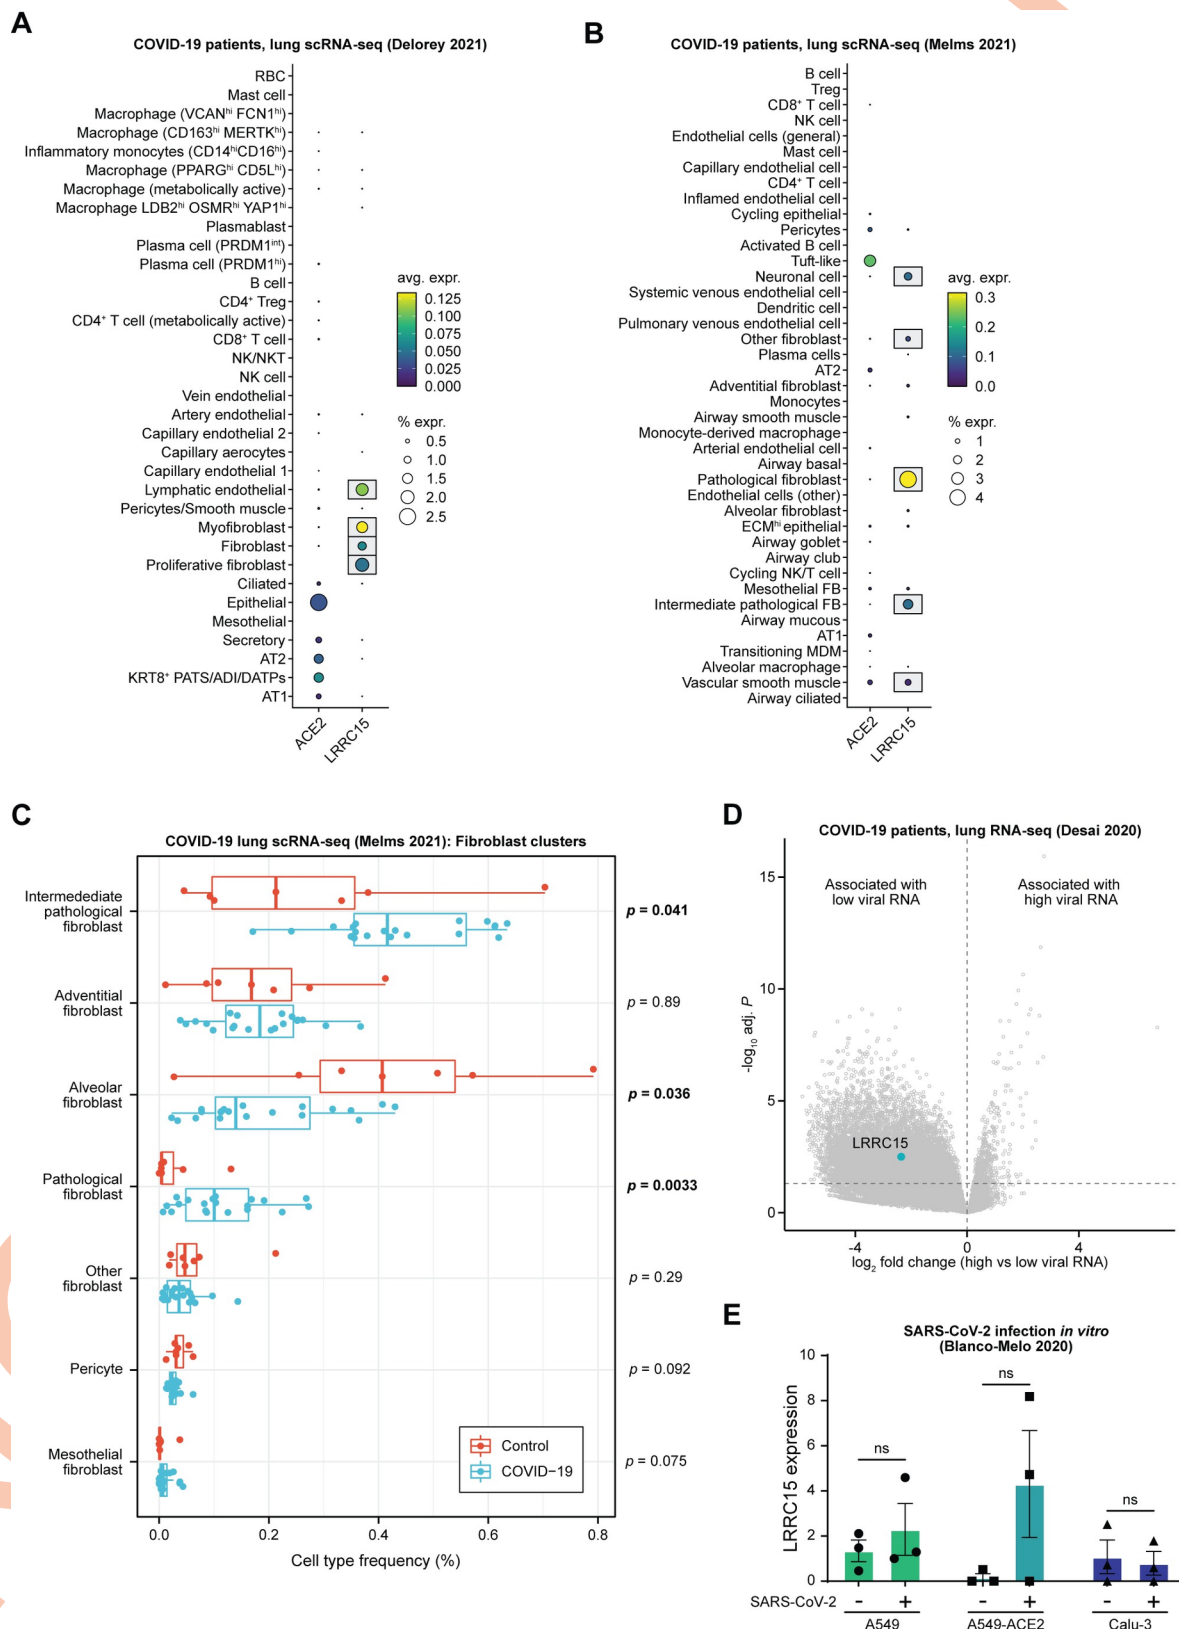 A
COVID-19 patients, lung scRNA-seq (Delorey 2021)
RBC
Mast cell
Macrophage (VCANhi FCN1hi)
Macrophage (CD163hi MERTKhi)
Inflammatory monocytes (CD14hiCD16hi)
Macrophage (PPARGhi CD5Lhi)
Macrophage (metabolically active)
Macrophage LDB2hi OSMRhi YAP1hi
Plasmablast
Plasma cell (PRDM1int)
Plasma cell (PRDM1hi)
B cell
CD4+ Treg
CD4+ T cell (metabolically active)
CD8+ T cell
NK/NKT
NK cell
Vein endothelial
Artery endothelial
Capillary endothelial 2
Capillary aerocytes
Capillary endothelial 1
Lymphatic endothelial
Pericytes/Smooth muscle
Myofibroblast
Fibroblast
Proliferative fibroblast
Ciliated
Epithelial
Mesothelial
Secretory
AT2
KRT8+ PATS/ADI/DATPs
AT1
ACE2
LRRC15
avg. expr.
0.125
0.100
0.075
0.050
0.025
0.000
% expr.
0.5
1.0
1.5
2.0
2.5
B
COVID-19 patients, lung scRNA-seq (Melms 2021)
B cell
Treg
CD8+ T cell
NK cell
Endothelial cells (general)
Mast cell
Capillary endothelial cell
CD4+ T cell
Inflamed endothelial cell
Cycling epithelial
Pericytes
Activated B cell
Tuft-like
Neuronal cell
Systemic venous endothelial cell
Dendritic cell
Pulmonary venous endothelial cell
Other fibroblast
Plasma cells
AT2
Adventitial fibroblast
Monocytes
Airway smooth muscle
Monocyte-derived macrophage
Arterial endothelial cell
Airway basal
Pathological fibroblast
Endothelial cells (other)
Alveolar fibroblast
ECMhi epithelial
Airway goblet
Airway club
Cycling NK/T cell
Mesothelial FB
Intermediate pathological FB
Airway mucous
AT1
Transitioning MDM
Alveolar macrophage
Vascular smooth muscle
Airway ciliated
ACE2
LRRC15
avg. expr.
0.3
0.2
0.1
0.0
% expr.
1
2
3
4
C
COVID-19 lung scRNA-seq (Melms 2021): Fibroblast clusters
Intermedediate
pathological
fibroblast
p = 0.041
Adventitial
fibroblast
p = 0.89
Alveolar
fibroblast
p = 0.036
Pathological
fibroblast
p = 0.0033
Other
fibroblast
p = 0.29
Pericyte
p = 0.092
Mesothelial
fibroblast
p = 0.075
Control
COVID−19
0.0 0.2 0.4 0.6 0.8
Cell type frequency (%)
D
COVID-19 patients, lung RNA-seq (Desai 2020)
Associated with
low viral RNA
Associated with
high viral RNA
LRRC15
15
10
5
0
-log10 adj. P
-4 0 4
log2 fold change (high vs low viral RNA)
E
SARS-CoV-2 infection in vitro
(Blanco-Melo 2020)
LRRC15 expression
10
8
6
4
2
0
ns
ns
ns
SARS-CoV-2 - + - + - +
A549 A549-ACE2 Calu-3